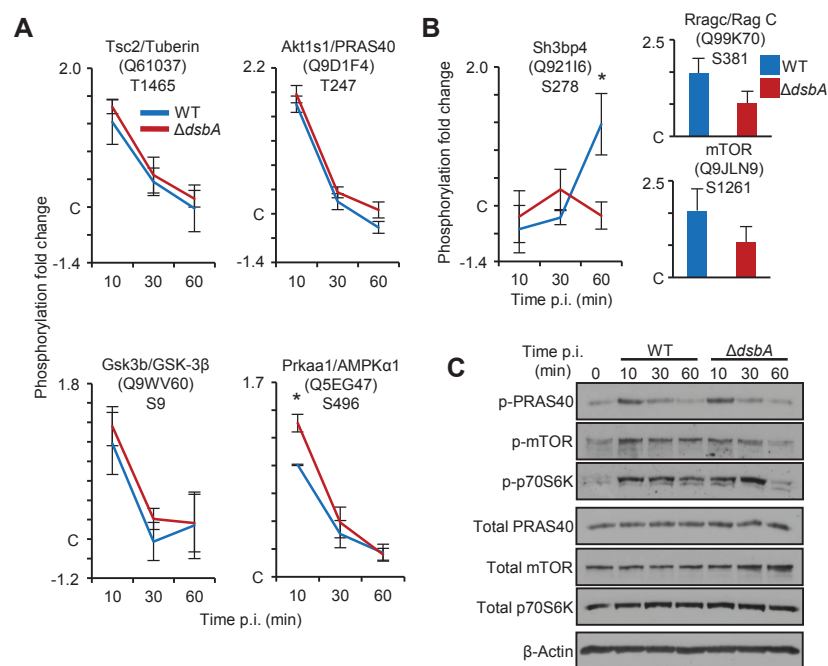 A
Tsc2/Tuberin
(Q61037)
T1465
2.0
WT
ΔdsbA
C
-1.4
10 30 60
Akt1s1/PRAS40
(Q9D1F4)
T247
2.2
C
-1.4
10 30 60
Phosphorylation fold change
Gsk3b/GSK-3β
(Q9WV60)
S9
1.8
C
-1.2
10 30 60
Prkaa1/AMPKα1
(Q5EG47)
S496
1.7
*
C
10 30 60
Time p.i. (min)
B
Sh3bp4
(Q921I6)
S278
2.0
*
C
-1.4
10 30 60
Time p.i. (min)
Phosphorylation fold change
Rragc/Rag C
(Q99K70)
S381
2.5
C
WT
ΔdsbA
mTOR
(Q9JLN9)
S1261
2.5
C
C
Time p.i. WT ΔdsbA
(min) 0 10 30 60 10 30 60
p-PRAS40
p-mTOR
p-p70S6K
Total PRAS40
Total mTOR
Total p70S6K
β-Actin